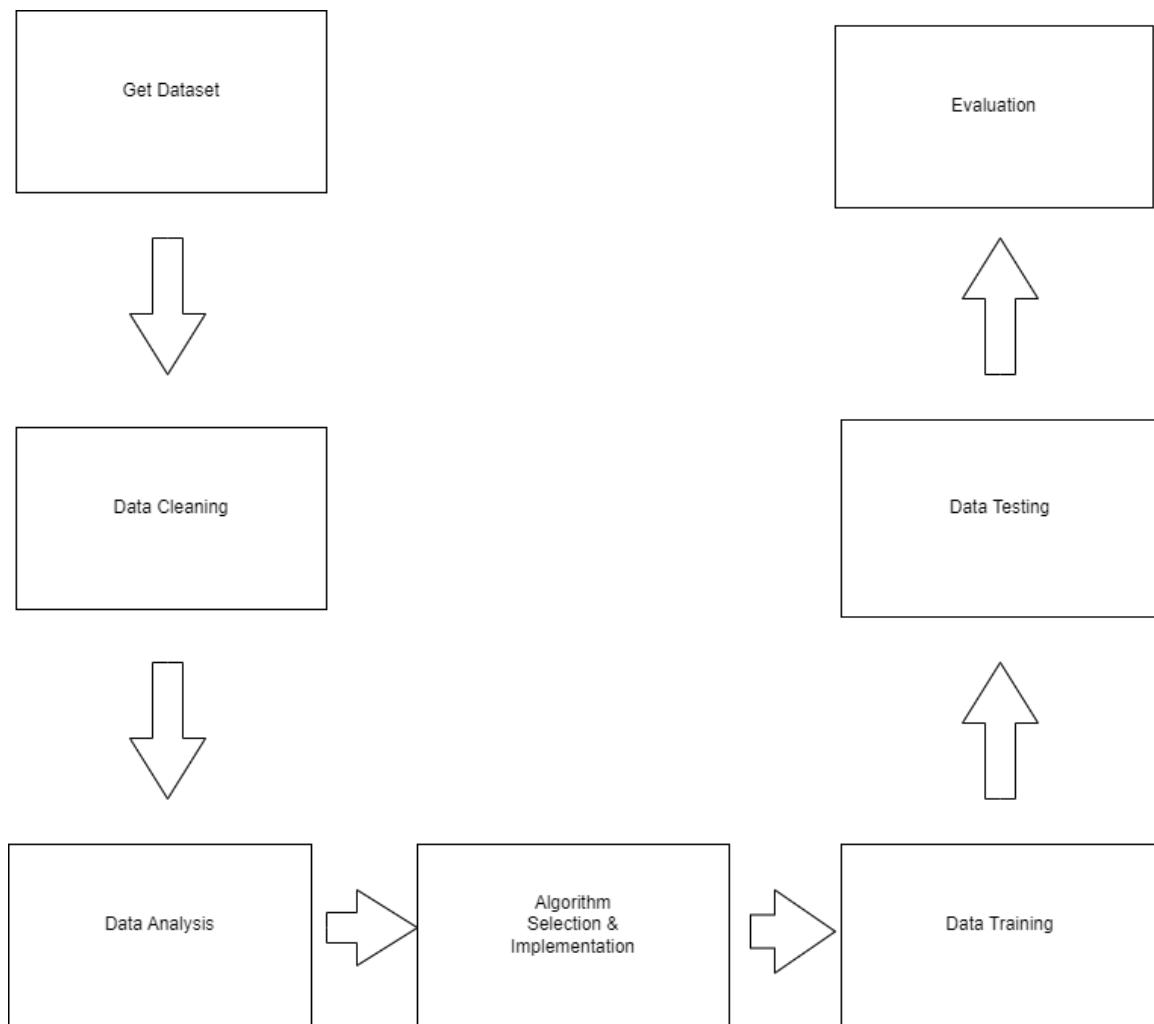 Get Dataset
Data Cleaning
Data Analysis
Algorithm
Selection &
Implementation
Data Training
Data Testing
Evaluation